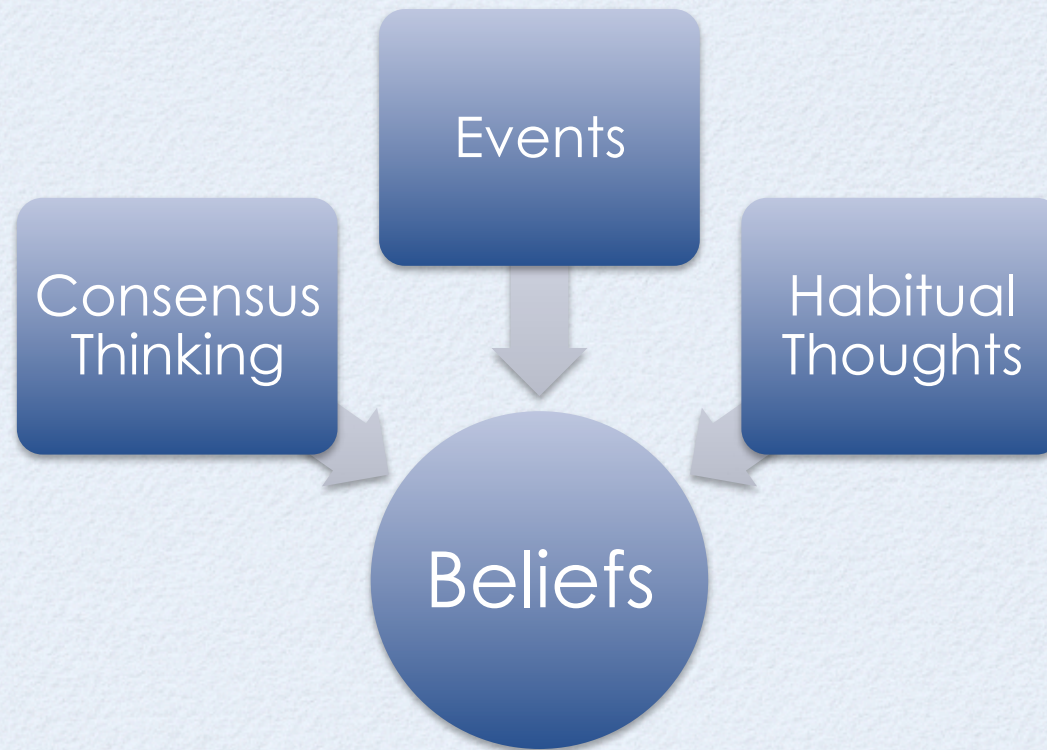 Events
Consensus
Thinking
Habitual
Thoughts
Beliefs